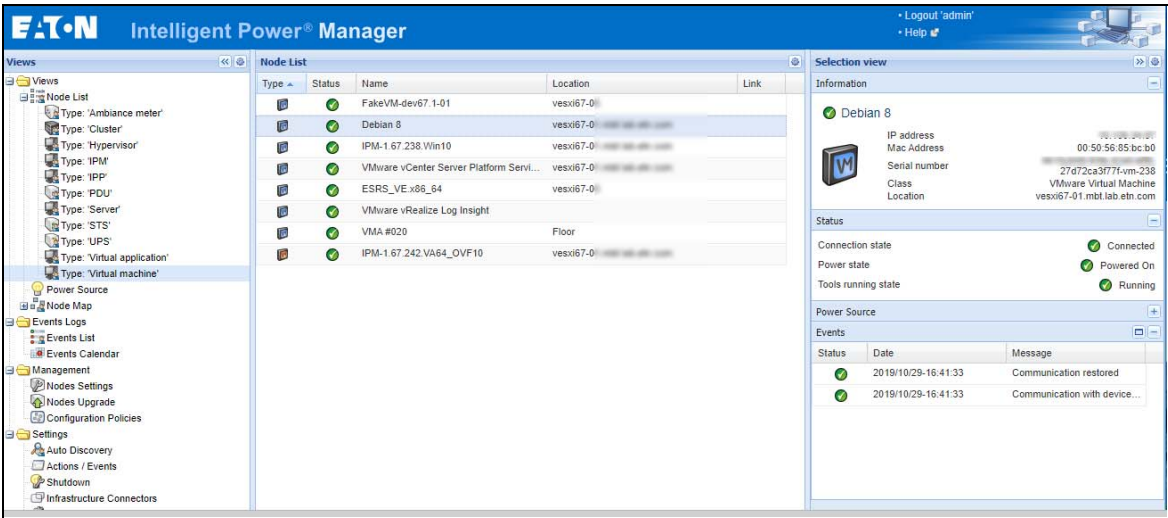 EATON Intelligent Power® Manager
• Logout 'admin'
• Help
Views
Views
Node List
Type: 'Ambiance meter'
Type: 'Cluster'
Type: 'Hypervisor'
Type: 'IPM'
Type: 'IPP'
Type: 'PDU'
Type: 'Server'
Type: 'STS'
Type: 'UPS'
Type: 'Virtual application'
Type: 'Virtual machine'
Power Source
Node Map
Events Logs
Events List
Events Calendar
Management
Nodes Settings
Nodes Upgrade
Configuration Policies
Settings
Auto Discovery
Actions / Events
Shutdown
Infrastructure Connectors
Node List
Type Status Name Location Link
FakeVM-dev67.1-01 vesxi67-0
Debian 8 vesxi67-0
IPM-1.67.238.Win10 vesxi67-0
VMware vCenter Server Platform Servi... vesxi67-0
ESRS_VE.x86_64 vesxi67-0
VMware vRealize Log Insight
VMA #020 Floor
IPM-1.67.242.VA64_OVF10 vesxi67-0
Selection view
Information
Debian 8
IP address
Mac Address 00:50:56:85:bc:b0
Serial number
27d72ca3f77f-vm-238
Class VMware Virtual Machine
Location vesxi67-01.mbt.lab.etn.com
Status
Connection state Connected
Power state Powered On
Tools running state Running
Power Source
Events
Status Date Message
2019/10/29-16:41:33 Communication restored
2019/10/29-16:41:33 Communication with device...